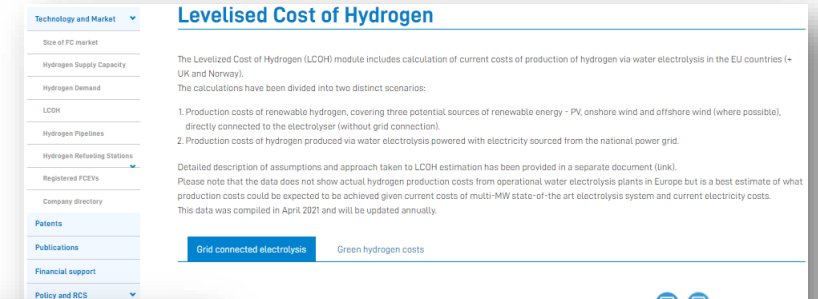 Technology and Market
Size of FC market
Hydrogen Supply Capacity
Hydrogen Demand
LCOH
Hydrogen Pipelines
Hydrogen Refueling Stations
Registered FCEVs
Company directory
Patents
Publications
Financial support
Policy and RCS
Levelised Cost of Hydrogen
The Levelized Cost of Hydrogen (LCOH) module includes calculation of current costs of production of hydrogen via water electrolysis in the EU countries (+
UK and Norway).
The calculations have been divided into two distinct scenarios:
1. Production costs of renewable hydrogen, covering three potential sources of renewable energy - PV, onshore wind and offshore wind (where possible),
directly connected to the electrolyser (without grid connection).
2. Production costs of hydrogen produced via water electrolysis powered with electricity sourced from the national power grid.
Detailed description of assumptions and approach taken to LCOH estimation has been provided in a separate document (link).
Please note that the data does not show actual hydrogen production costs from operational water electrolysis plants in Europe but is a best estimate of what
production costs could be expected to be achieved given current costs of multi-MW state-of-the art electrolysis system and current electricity costs.
This data was compiled in April 2021 and will be updated annually.
Grid connected electrolysis
Green hydrogen costs